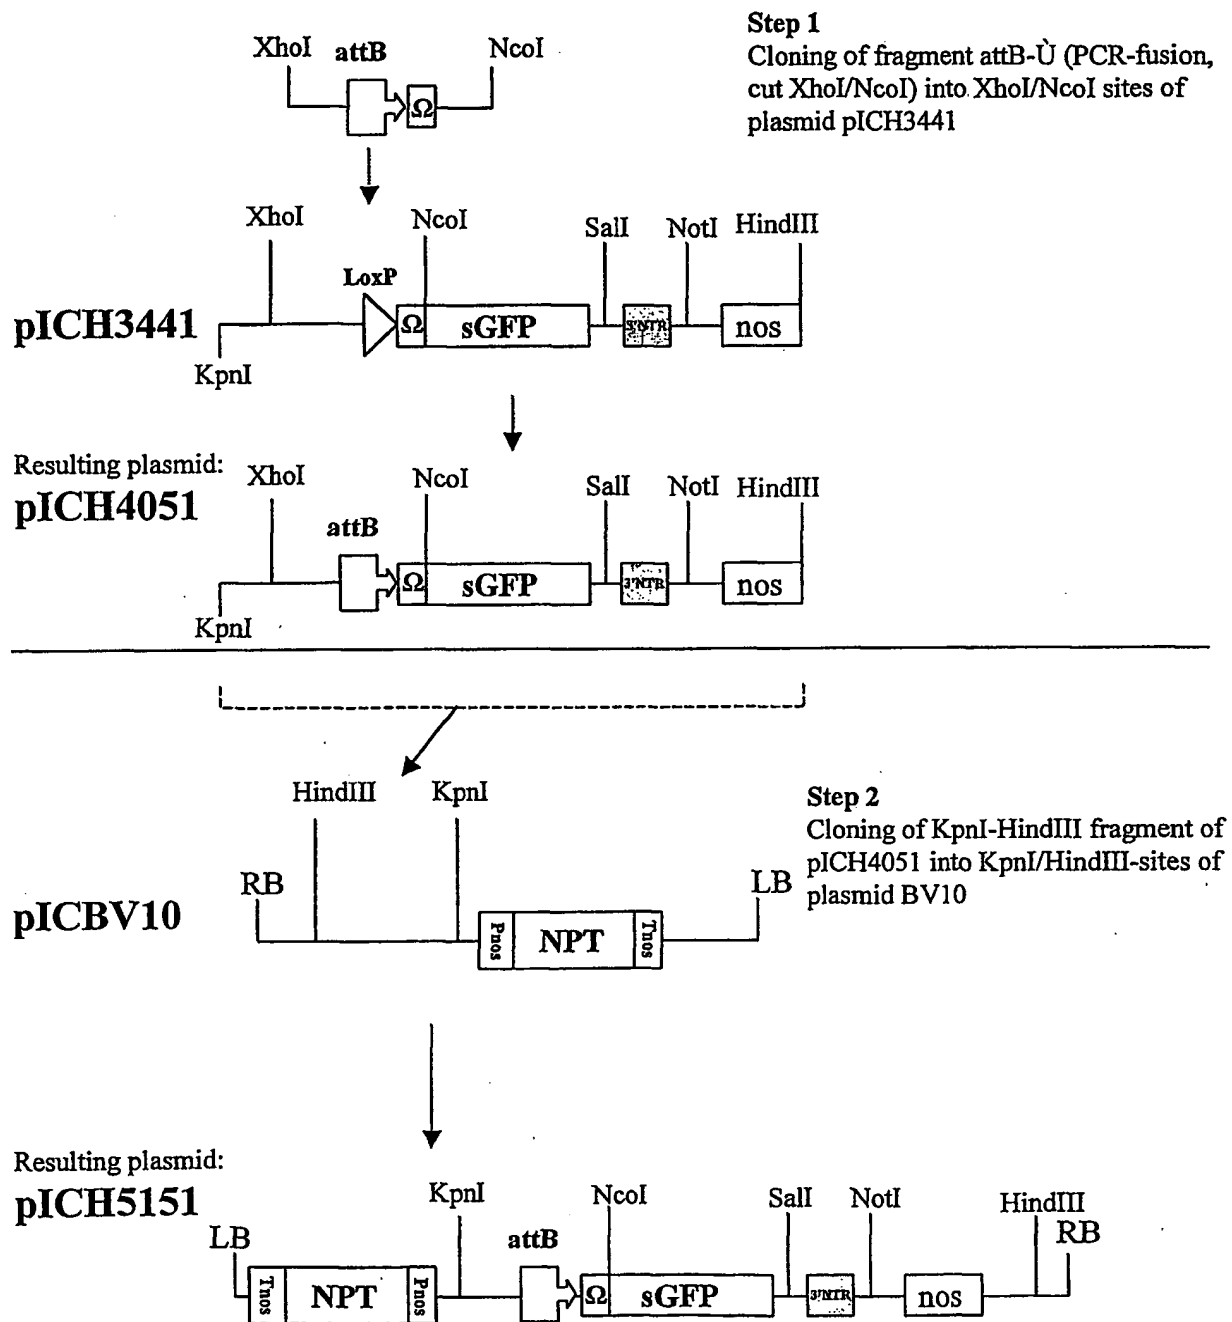 Step 1
Cloning of fragment attB-Ù (PCR-fusion,
cut XhoI/NcoI) into XhoI/NcoI sites of
plasmid pICH3441
XhoI attB NcoI
Ω
XhoI NcoI SalI NotI HindIII
LoxP
pICH3441
Ω sGFP 3'NTR nos
KpnI
Resulting plasmid:
pICH4051
XhoI NcoI SalI NotI HindIII
attB
Ω sGFP 3'NTR nos
KpnI
HindIII KpnI
Step 2
Cloning of KpnI-HindIII fragment of
pICH4051 into KpnI/HindIII-sites of
plasmid BV10
pICBV10
RB LB
Pnos NPT Tnos
Resulting plasmid:
pICH5151
KpnI NcoI SalI NotI HindIII
LB attB RB
Tnos NPT Pnos Ω sGFP 3'NTR nos